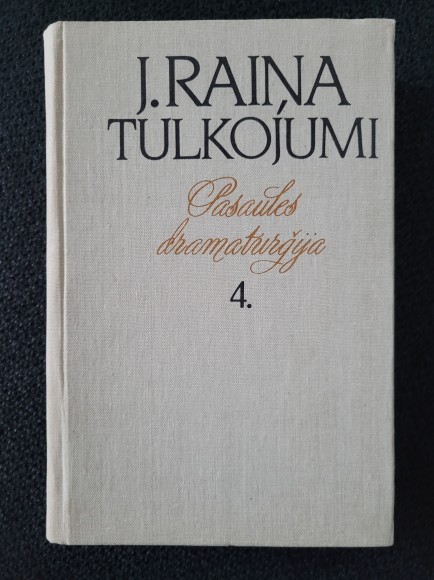 J. RAIŅA
TULKOJUMI
Pasaules
dramaturģija
4.